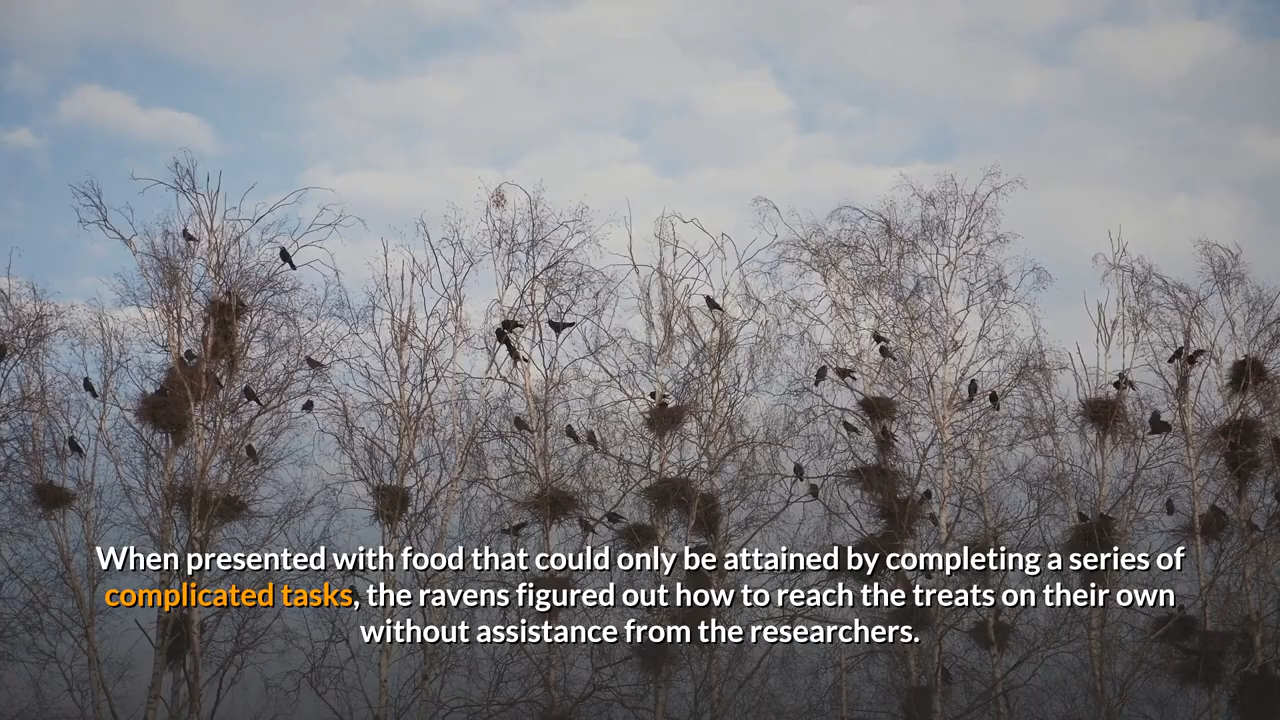 When presented with food that could only be attained by completing a series of
complicated tasks, the ravens figured out how to reach the treats on their own
without assistance from the researchers.